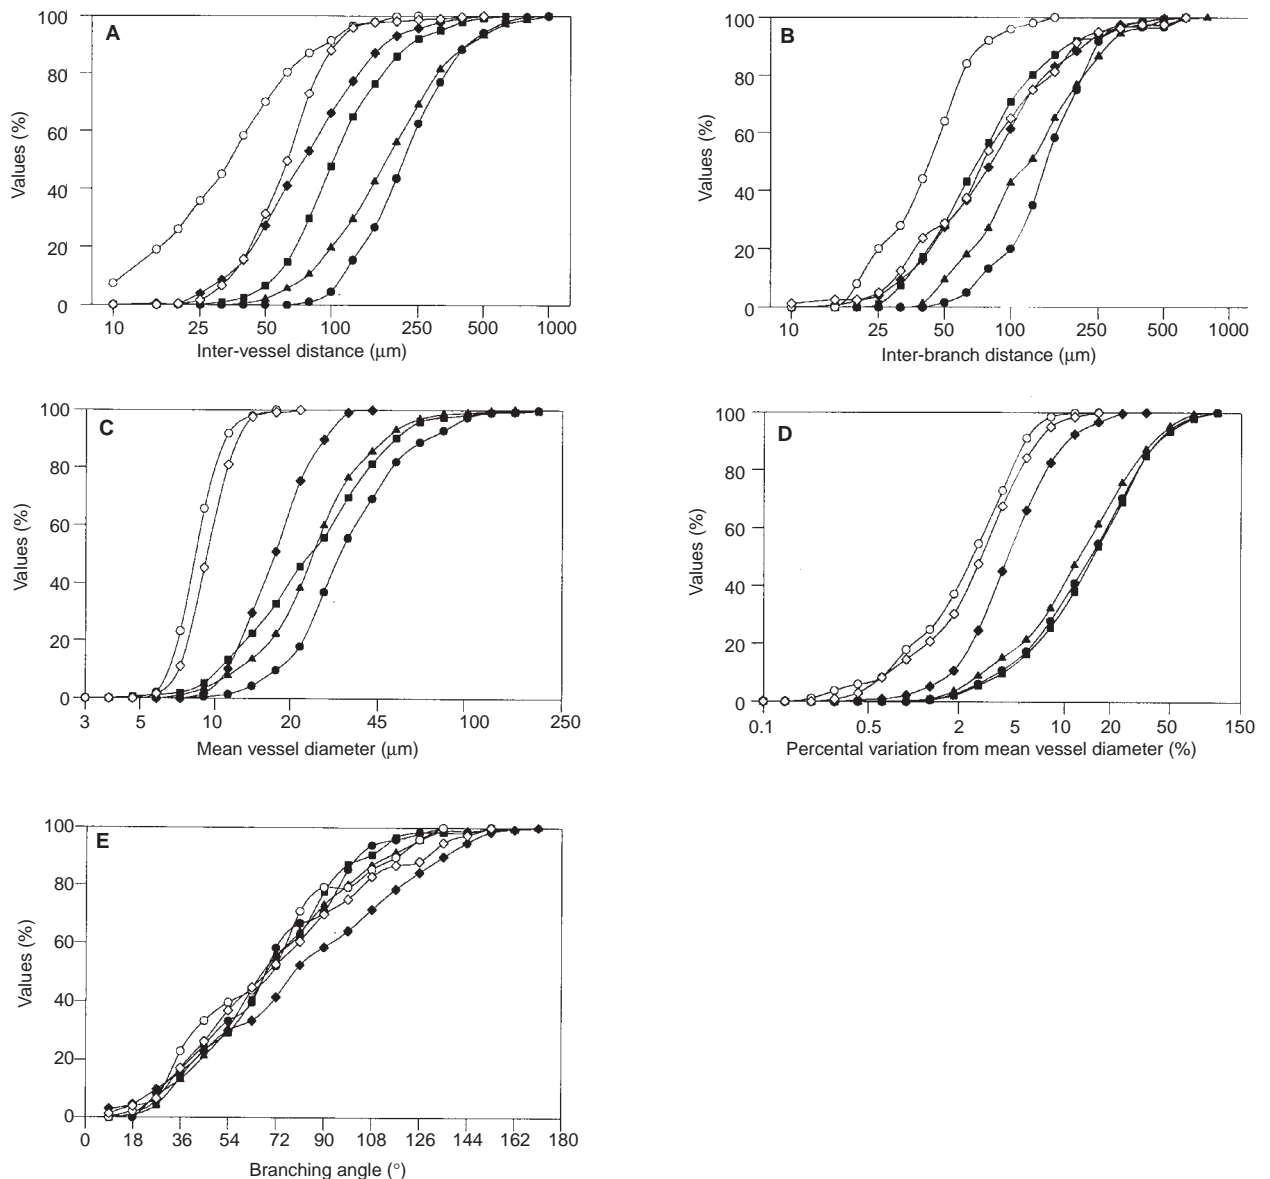 A
Values (%)
100
80
60
40
20
0
10 25 50 100 250 500 1000
Inter-vessel distance (μm)
B
Values (%)
100
80
60
40
20
0
10 25 50 100 250 500 1000
Inter-branch distance (μm)
C
Values (%)
100
80
60
40
20
0
3 5 10 20 45 100 250
Mean vessel diameter (μm)
D
Values (%)
100
80
60
40
20
0
0.1 0.5 2 5 10 20 50 150
Percental variation from mean vessel diameter (%)
E
Values (%)
100
80
60
40
20
0
0 18 36 54 72 90 108 126 144 162 180
Branching angle (°)